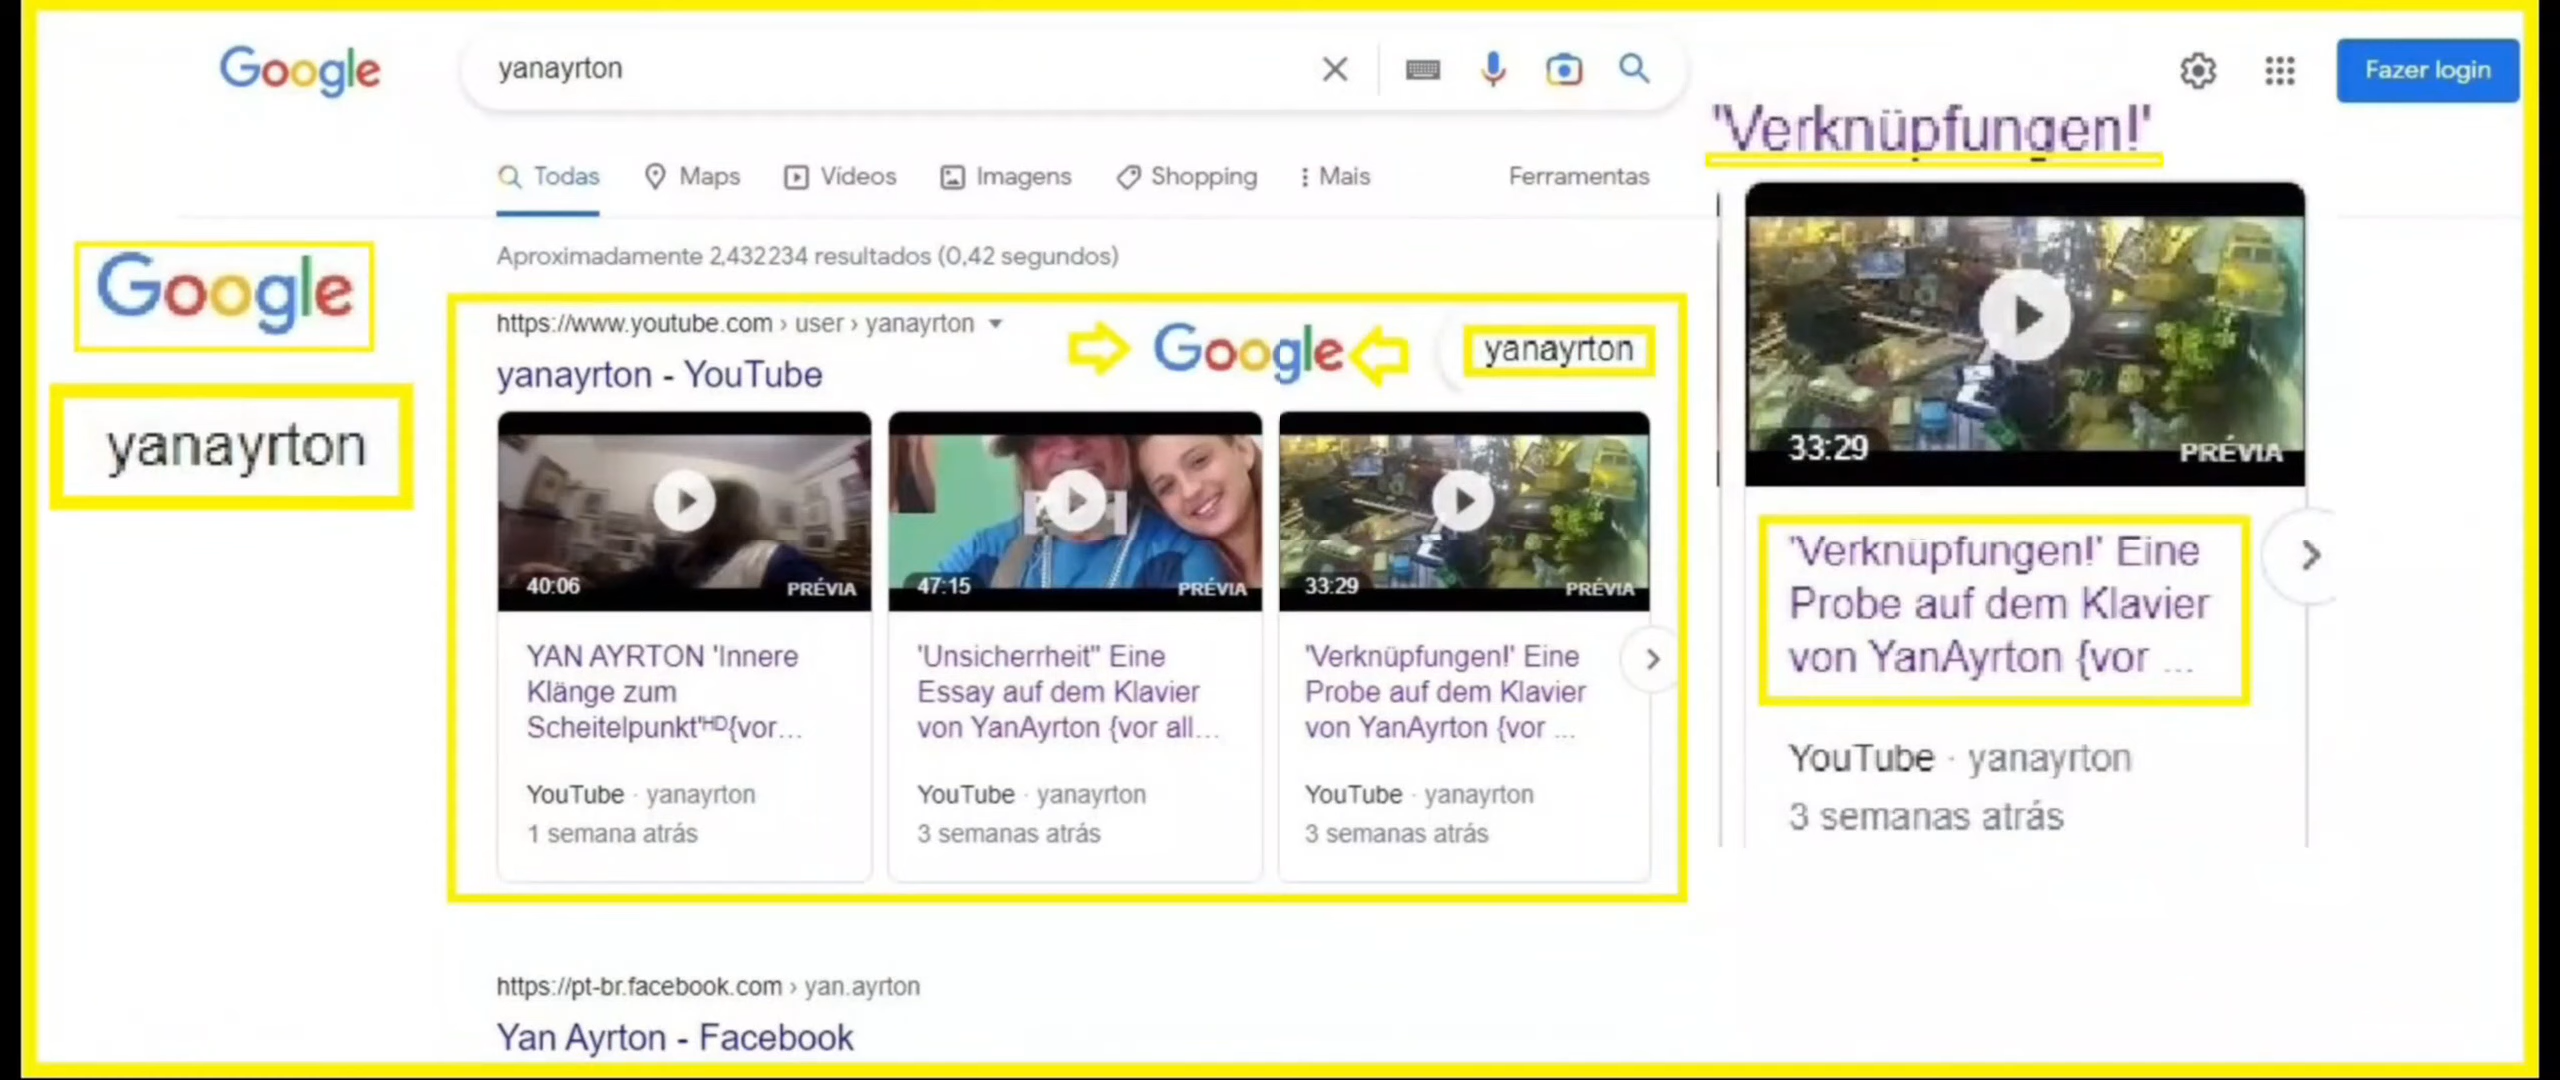 Google
yanayrton
Fazer login
'Verknüpfungen!'
Todas
Maps
Vídeos
Imagens
Shopping
Mais
Ferramentas
Aproximadamente 2,432234 resultados (0,42 segundos)
Google
yanayrton
https://www.youtube.com › user › yanayrton
Google
yanayrton
yanayrton - YouTube
40:06
PRÉVIA
YAN AYRTON 'Innere
Klänge zum
Scheitelpunkt'ᴴᴰ{vor...
YouTube · yanayrton
1 semana atrás
47:15
PRÉVIA
'Unsicherrheit" Eine
Essay auf dem Klavier
von YanAyrton {vor all...
YouTube · yanayrton
3 semanas atrás
33:29
PRÉVIA
'Verknüpfungen!' Eine
Probe auf dem Klavier
von YanAyrton {vor ...
YouTube · yanayrton
3 semanas atrás
33:29
PRÉVIA
'Verknüpfungen!' Eine
Probe auf dem Klavier
von YanAyrton {vor ...
YouTube · yanayrton
3 semanas atrás
https://pt-br.facebook.com › yan.ayrton
Yan Ayrton - Facebook